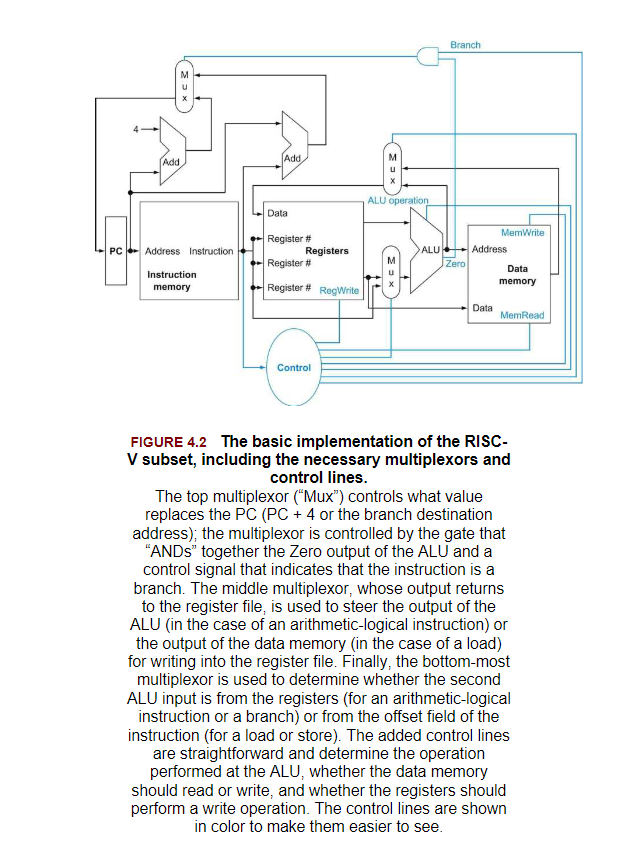 Branch
M
u
x
4
Add
Add
M
u
x
ALU operation
Data
Register #
Registers
Register #
Register # RegWrite
PC
Address Instruction
Instruction
memory
M
u
x
ALU
Zero
MemWrite
Address
Data
memory
Data
MemRead
Control
FIGURE 4.2 The basic implementation of the RISC-
V subset, including the necessary multiplexors and
control lines.
The top multiplexor (“Mux”) controls what value
replaces the PC (PC + 4 or the branch destination
address); the multiplexor is controlled by the gate that
“ANDs” together the Zero output of the ALU and a
control signal that indicates that the instruction is a
branch. The middle multiplexor, whose output returns
to the register file, is used to steer the output of the
ALU (in the case of an arithmetic-logical instruction) or
the output of the data memory (in the case of a load)
for writing into the register file. Finally, the bottom-most
multiplexor is used to determine whether the second
ALU input is from the registers (for an arithmetic-logical
instruction or a branch) or from the offset field of the
instruction (for a load or store). The added control lines
are straightforward and determine the operation
performed at the ALU, whether the data memory
should read or write, and whether the registers should
perform a write operation. The control lines are shown
in color to make them easier to see.